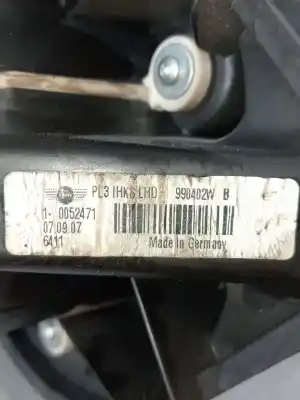 PL3 IHKS LHD 990402W B
1- 0052471
07.09.07
6411
Made in Germany